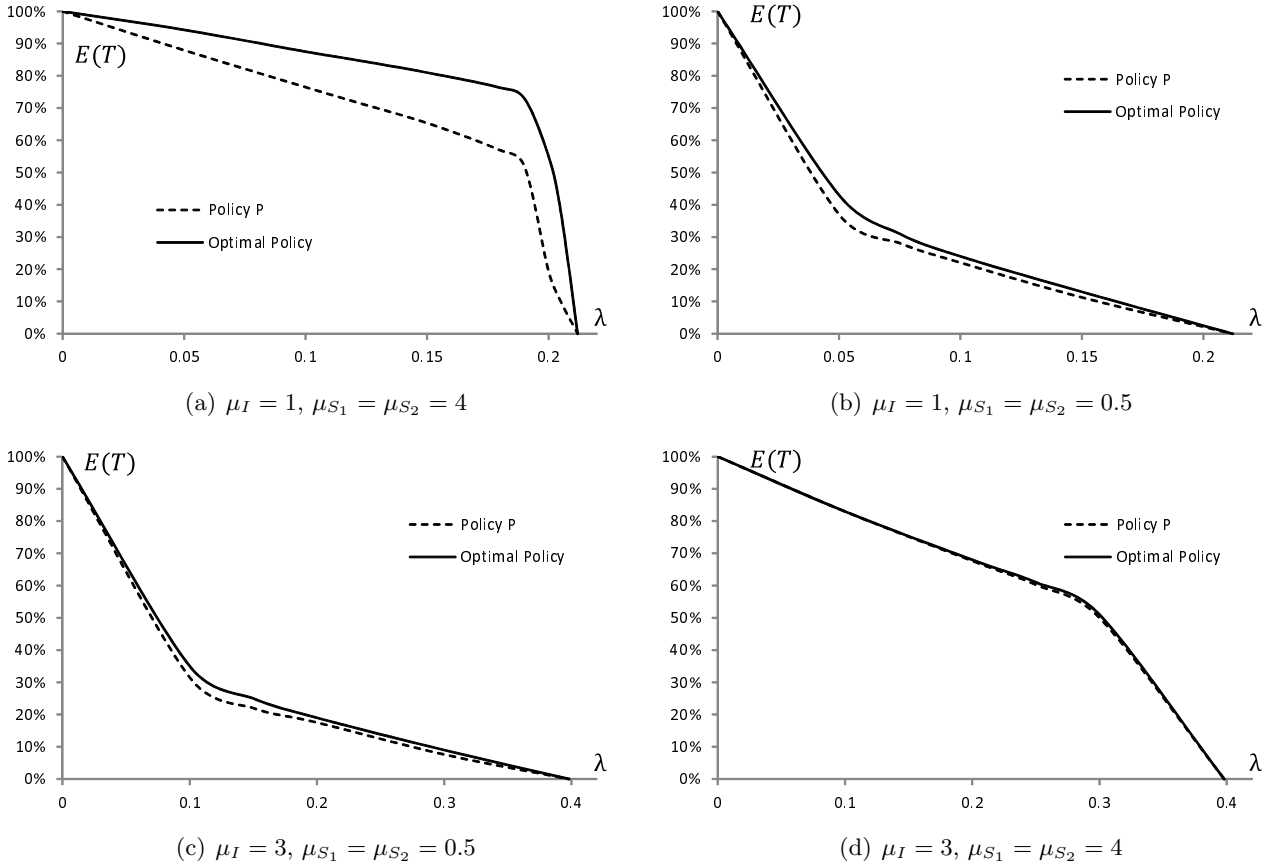 100%
90%
80%
70%
60%
50%
40%
30%
20%
10%
0%
E(T)
Policy P
Optimal Policy
λ
0 0.05 0.1 0.15 0.2
(a) μ_I = 1, μ_{S_1} = μ_{S_2} = 4
100%
90%
80%
70%
60%
50%
40%
30%
20%
10%
0%
E(T)
Policy P
Optimal Policy
λ
0 0.05 0.1 0.15 0.2
(b) μ_I = 1, μ_{S_1} = μ_{S_2} = 0.5
100%
90%
80%
70%
60%
50%
40%
30%
20%
10%
0%
E(T)
Policy P
Optimal Policy
λ
0 0.1 0.2 0.3 0.4
(c) μ_I = 3, μ_{S_1} = μ_{S_2} = 0.5
100%
90%
80%
70%
60%
50%
40%
30%
20%
10%
0%
E(T)
Policy P
Optimal Policy
λ
0 0.1 0.2 0.3 0.4
(d) μ_I = 3, μ_{S_1} = μ_{S_2} = 4